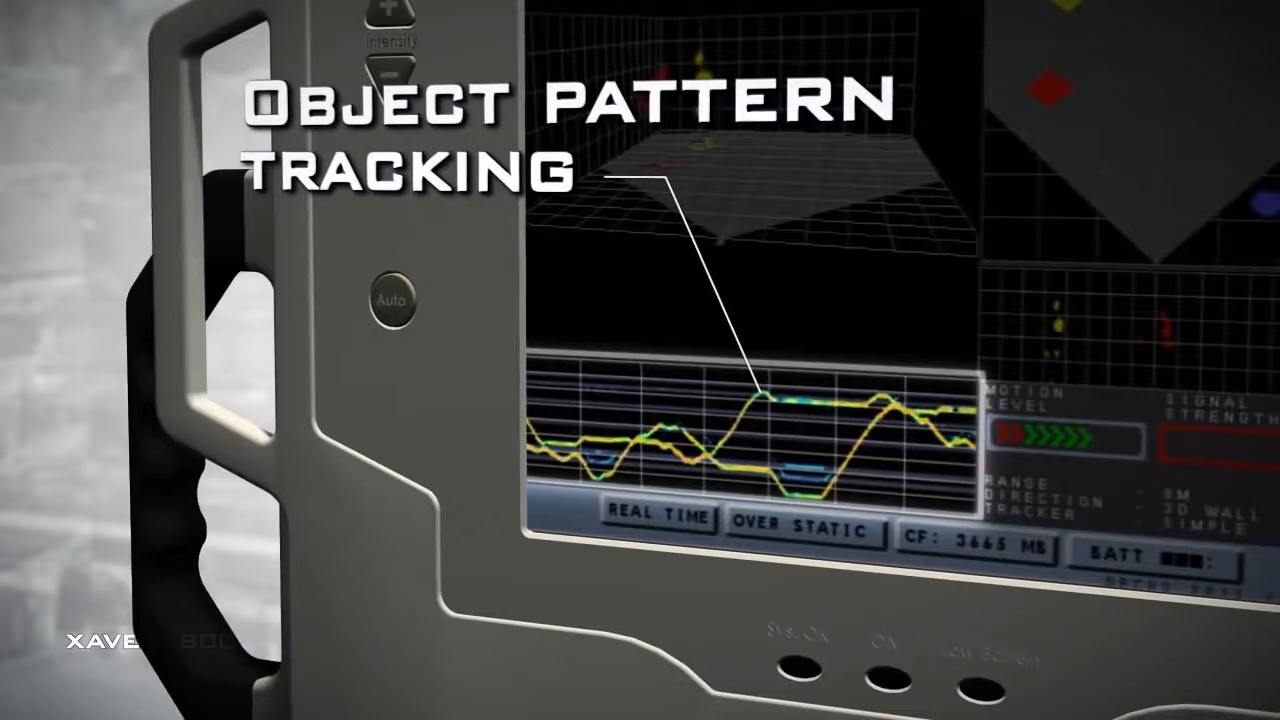 Intensity
OBJECT PATTERN
TRACKING
Auto
MOTION
LEVEL
SIGNAL
STRENGTH
RANGE - 8M
DIRECTION - 3D WALL
TRACKER - SIMPLE
REAL TIME
OVER STATIC
CF: 3665 MB
BATT
Sys. On
ON
XAVE